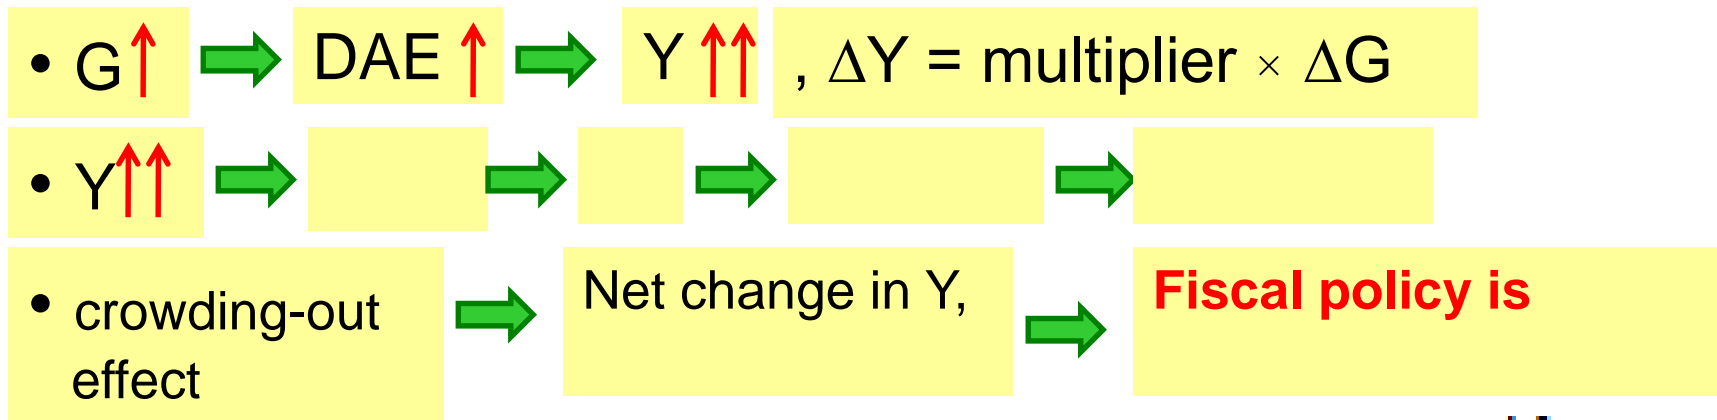 • G↑ DAE ↑ Y ↑↑ , ΔY = multiplier × ΔG
• Y↑↑
• crowding-out Net change in Y, Fiscal policy is
effect